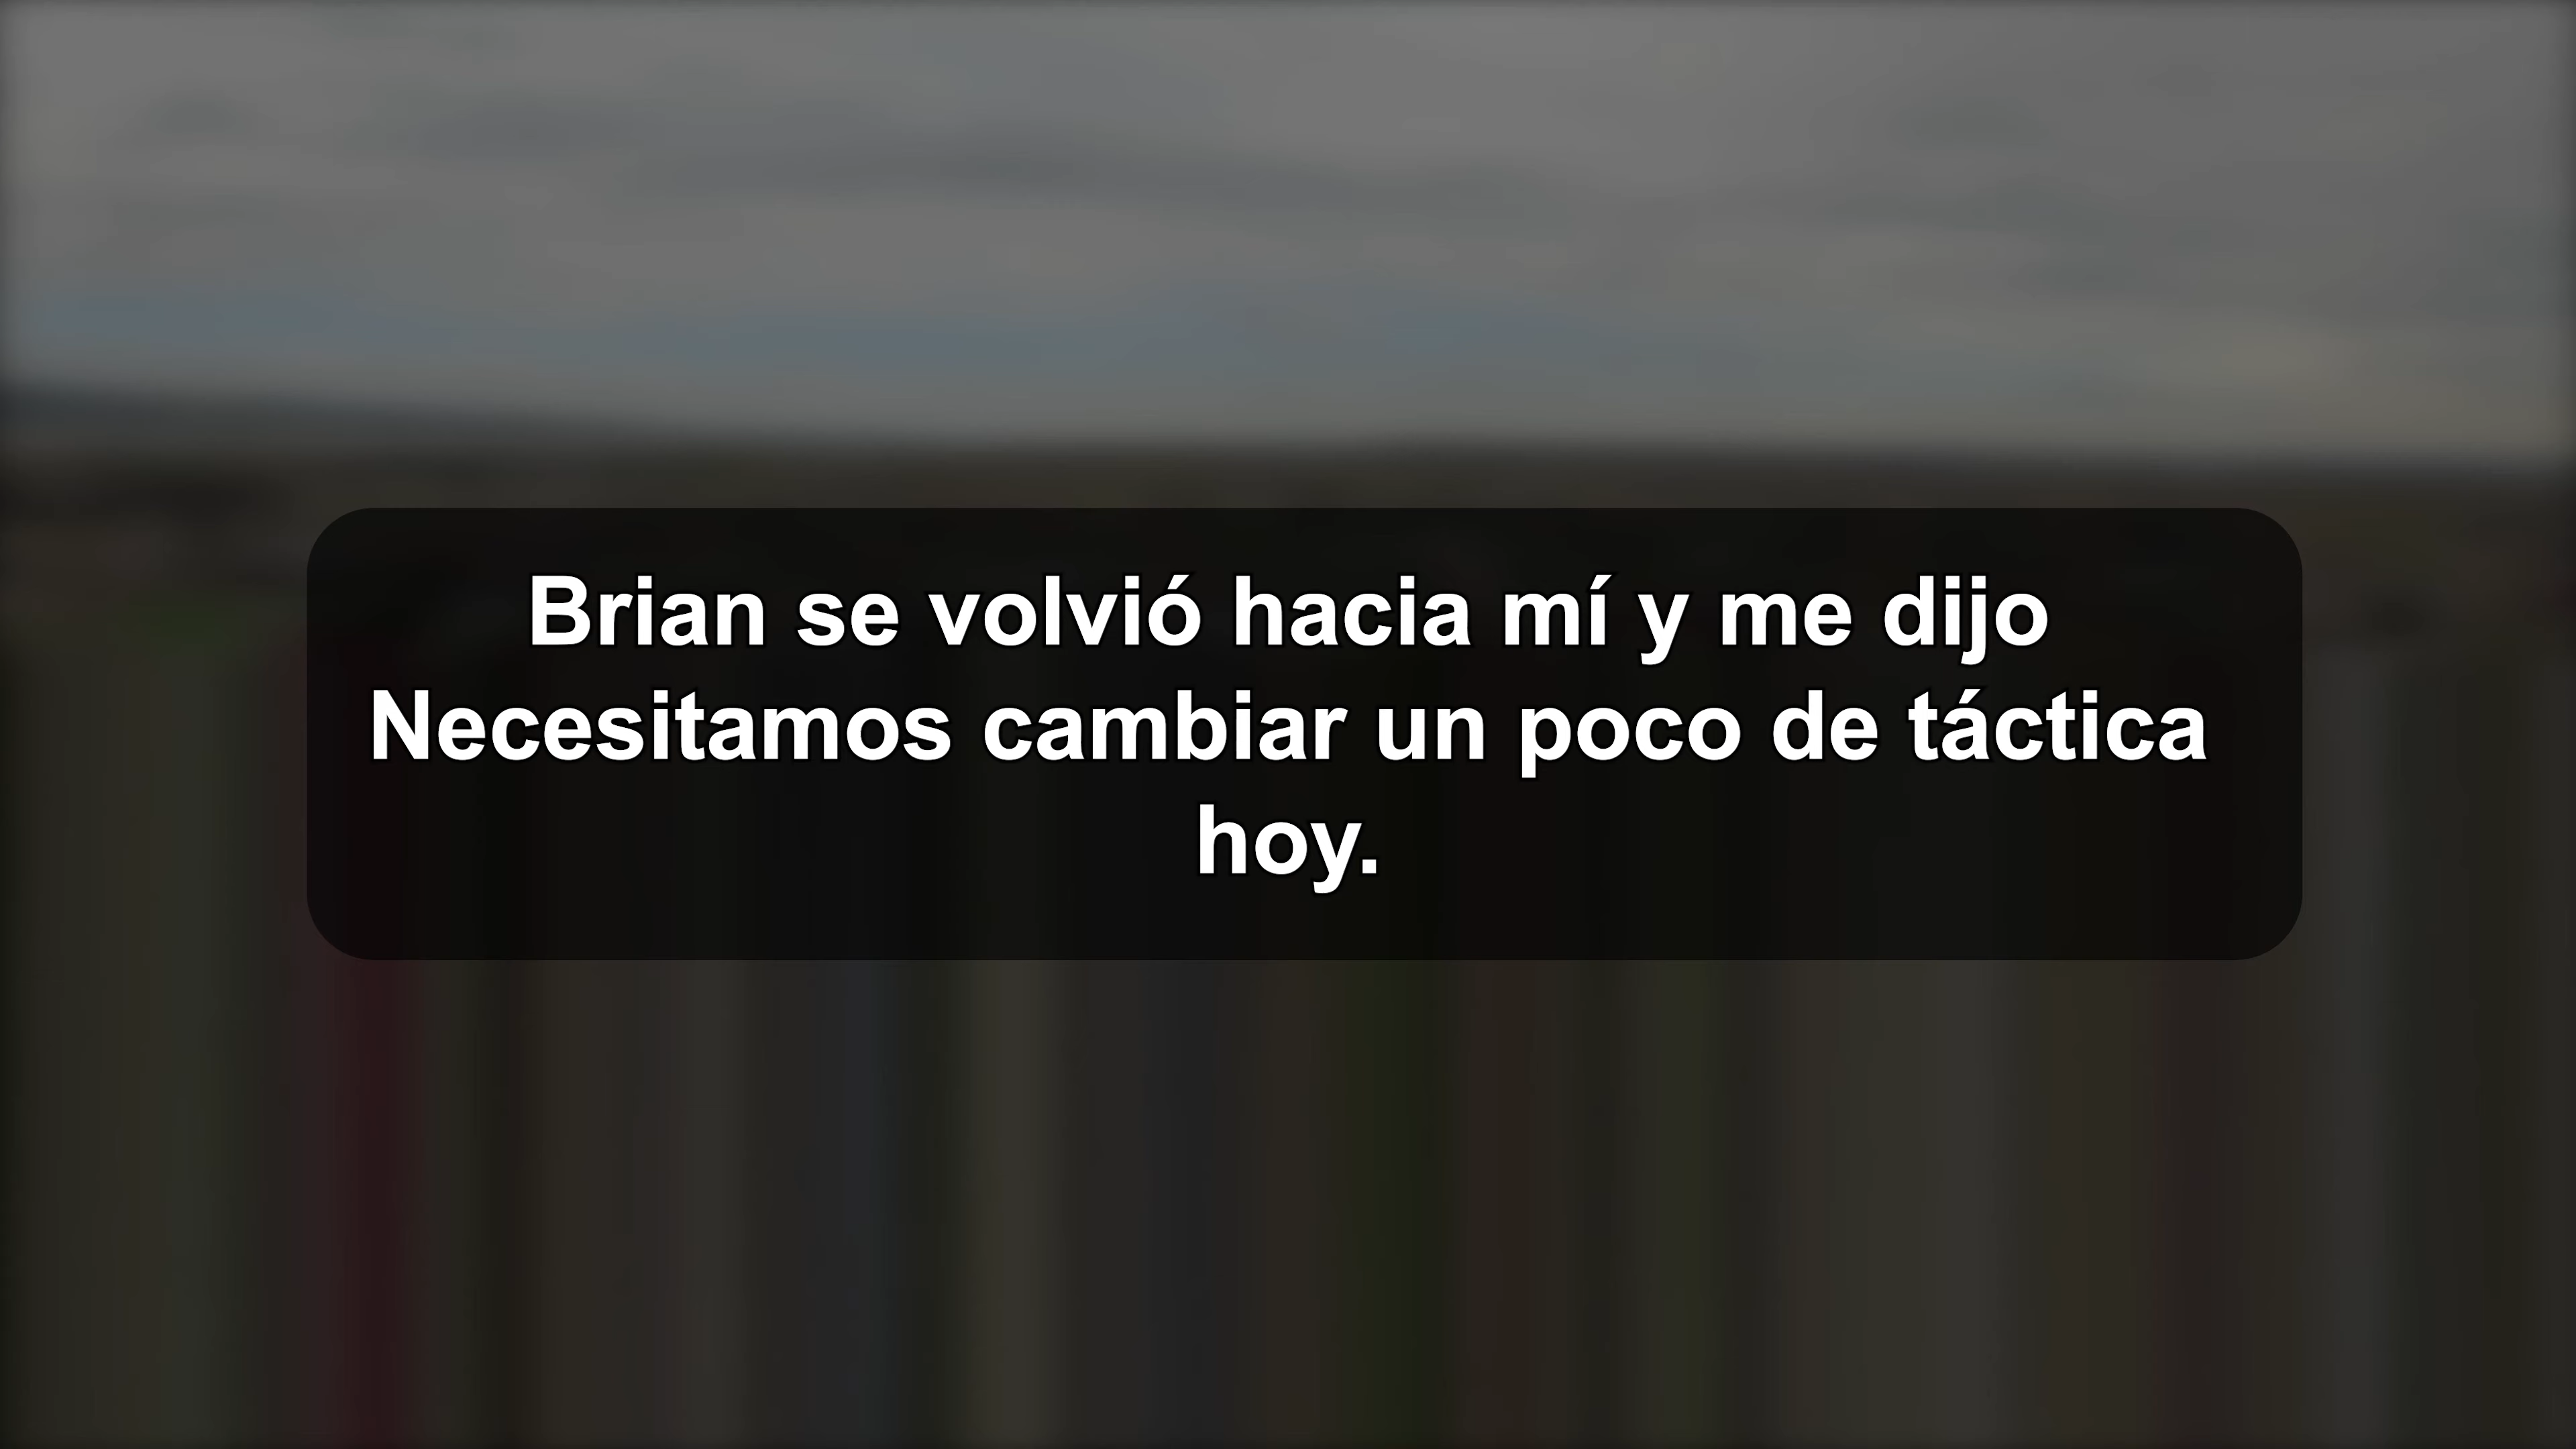 Brian se volvió hacia mí y me dijo
Necesitamos cambiar un poco de táctica
hoy.